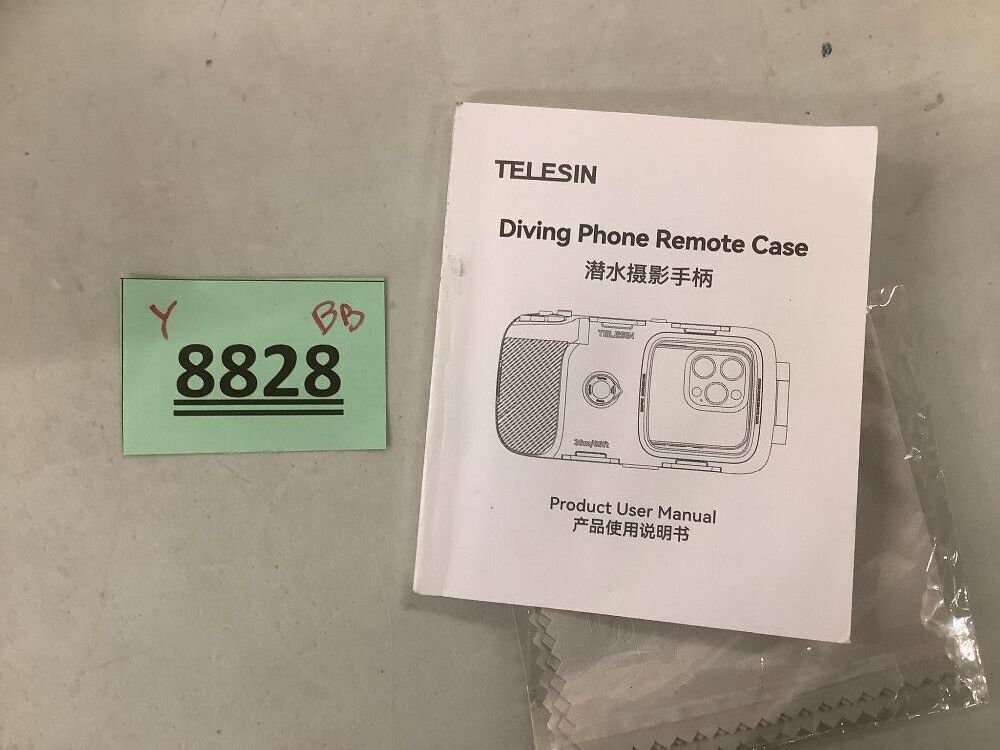 Y BB
8828
TELESIN
Diving Phone Remote Case
潜水摄影手柄
TELESIN
Product User Manual
产品使用说明书